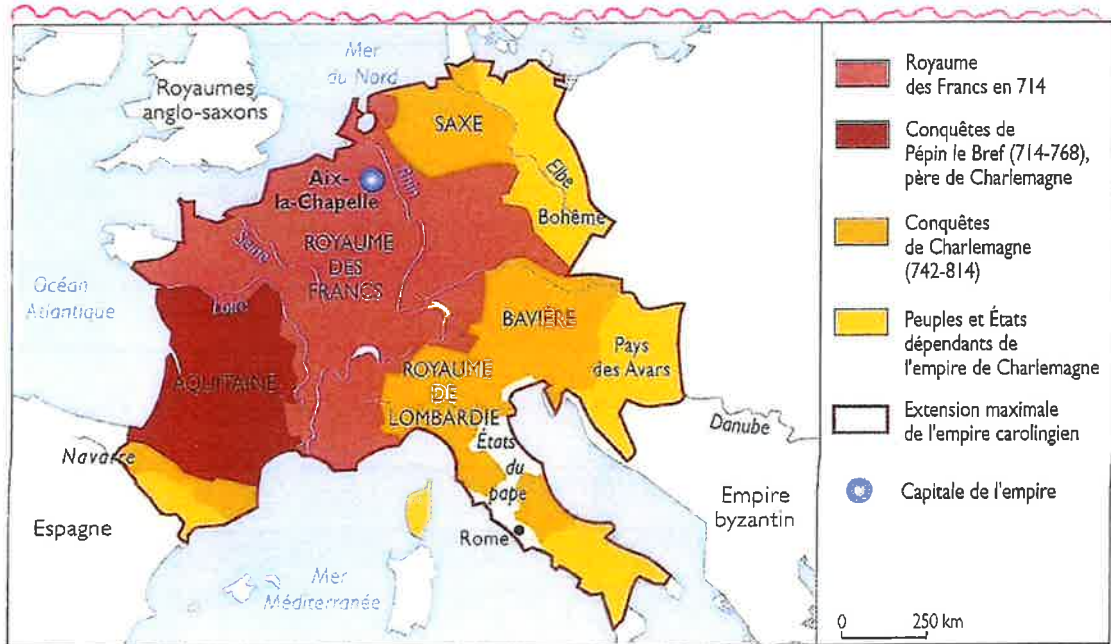 Mer
du Nord
Royaumes
anglo-saxons
SAXE
Elbe
Rhin
Aix-
la-Chapelle
Bohême
Seine
ROYAUME
DES
FRANCS
Océan
Atlantique
Loire
BAVIÈRE
Pays
des Avars
AQUITAINE
ROYAUME
DE
LOMBARDIE
Danube
Navarre
États
du
pape
Espagne
Rome
Empire
byzantin
Mer
Méditerranée
Royaume
des Francs en 714
Conquêtes de
Pépin le Bref (714-768),
père de Charlemagne
Conquêtes
de Charlemagne
(742-814)
Peuples et États
dépendants de
l'empire de Charlemagne
Extension maximale
de l'empire carolingien
Capitale de l'empire
0 250 km